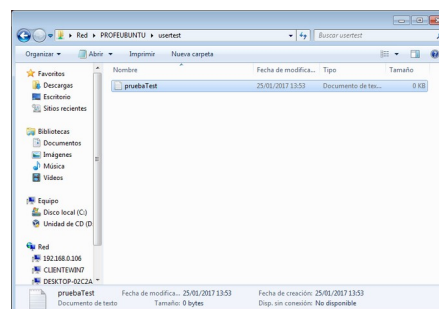 Red ▸ PROFEUBUNTU ▸ usertest
Buscar usertest
Organizar ▾ Abrir ▾ Imprimir Nueva carpeta
Nombre Fecha de modifica... Tipo Tamaño
pruebaTest 25/01/2017 13:53 Documento de tex... 0 KB
Favoritos
Descargas
Escritorio
Sitios recientes
Bibliotecas
Documentos
Imágenes
Música
Vídeos
Equipo
Disco local (C:)
Unidad de CD (D:
Red
192.168.0.106
CLIENTEWIN7
DESKTOP-02C2A
pruebaTest Fecha de modifica... 25/01/2017 13:53 Fecha de creación: 25/01/2017 13:53
Documento de texto Tamaño: 0 bytes Disp. sin conexión: No disponible